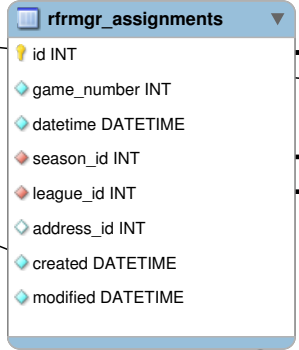 rfrmgr_assignments
id INT
game_number INT
datetime DATETIME
season_id INT
league_id INT
address_id INT
created DATETIME
modified DATETIME